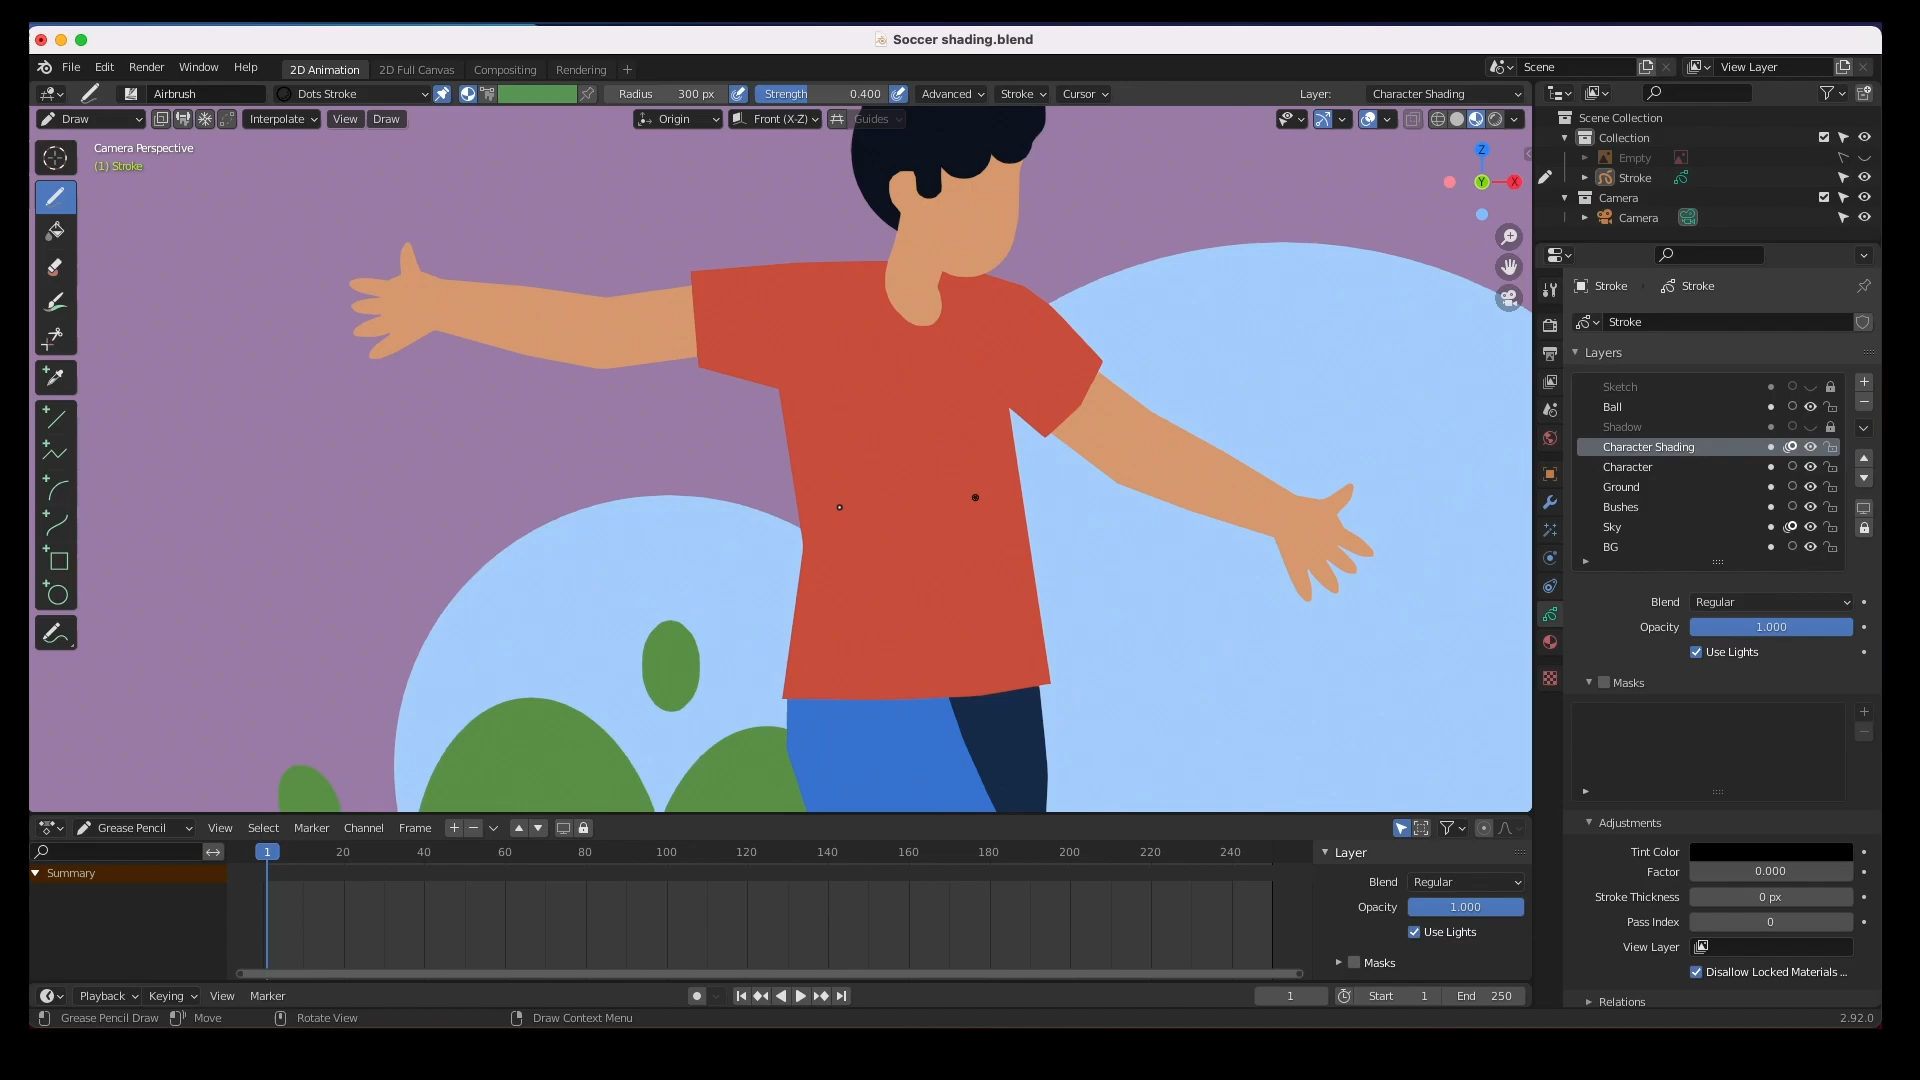 Soccer shading.blend
File Edit Render Window Help 2D Animation 2D Full Canvas Compositing Rendering + Scene View Layer
Airbrush Dots Stroke Radius 300 px Strength 0.400 Advanced Stroke Cursor Layer: Character Shading
Draw Interpolate View Draw Origin Front (X-Z) Guides
Camera Perspective
(1) Stroke
Z
Y
X
Scene Collection
Collection
Empty
Stroke
Camera
Camera
Stroke Stroke
Stroke
Layers
Sketch
Ball
Shadow
Character Shading
Character
Ground
Bushes
Sky
BG
Blend Regular
Opacity 1.000
Use Lights
Masks
Adjustments
Tint Color
Factor 0.000
Stroke Thickness 0 px
Pass Index 0
View Layer
Disallow Locked Materials ...
Relations
Grease Pencil View Select Marker Channel Frame
1 20 40 60 80 100 120 140 160 180 200 220 240
Summary
Layer
Blend Regular
Opacity 1.000
Use Lights
Masks
Playback Keying View Marker 1 Start 1 End 250
Grease Pencil Draw Move Rotate View Draw Context Menu 2.92.0